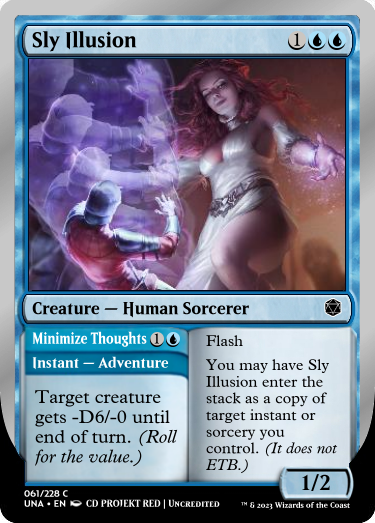 Sly Illusion 1
Creature — Human Sorcerer
Minimize Thoughts 1
Instant — Adventure
Target creature
gets -D6/-0 until
end of turn. (Roll
for the value.)
Flash
You may have Sly
Illusion enter the
stack as a copy of
target instant or
sorcery you
control. (It does not
ETB.)
1/2
061/228 C
UNA • EN CD PROJEKT RED | UNCREDITED
™ & 2023 Wizards of the Coast